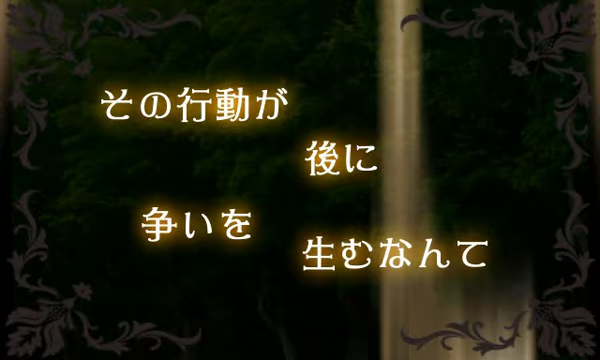 その行動が
後に
争いを
生むなんて